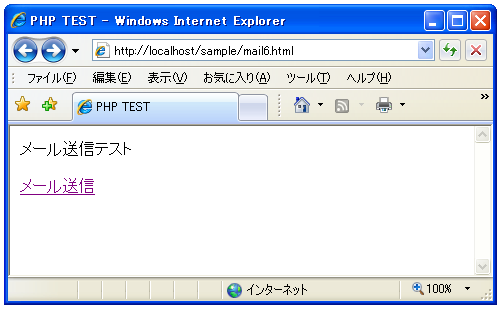 PHP TEST - Windows Internet Explorer
http://localhost/sample/mail6.html
ファイル(F) 編集(E) 表示(V) お気に入り(A) ツール(T) ヘルプ(H)
PHP TEST
メール送信テスト
メール送信
インターネット 100%